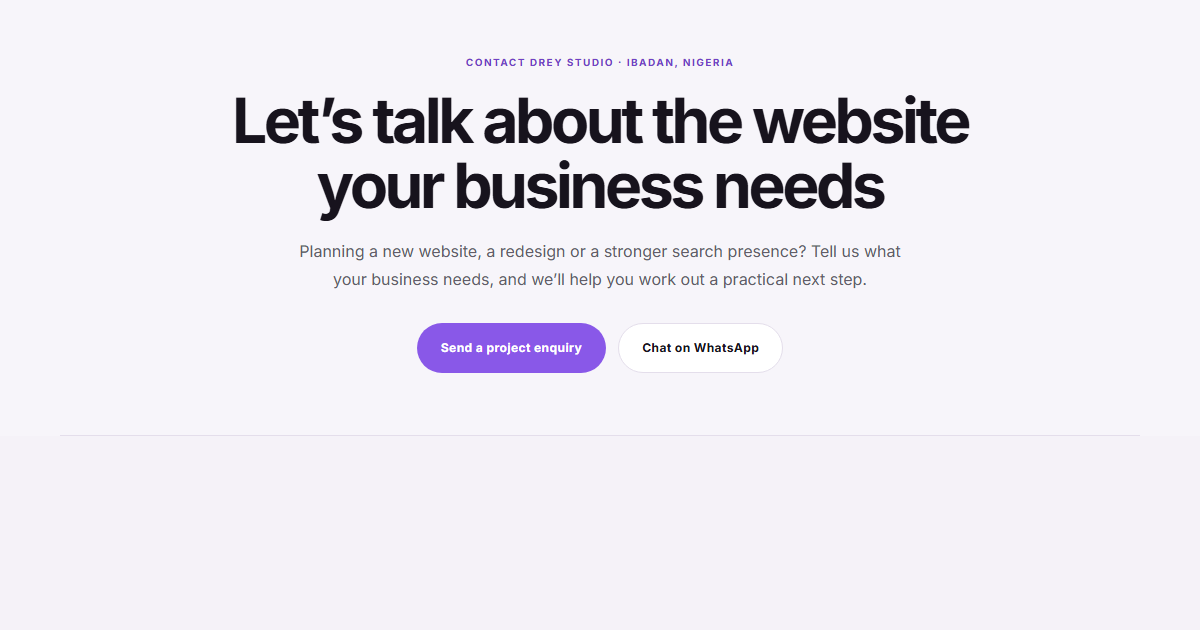 CONTACT DREY STUDIO · IBADAN, NIGERIA
Let’s talk about the website
your business needs
Planning a new website, a redesign or a stronger search presence? Tell us what
your business needs, and we’ll help you work out a practical next step.
Send a project enquiry
Chat on WhatsApp